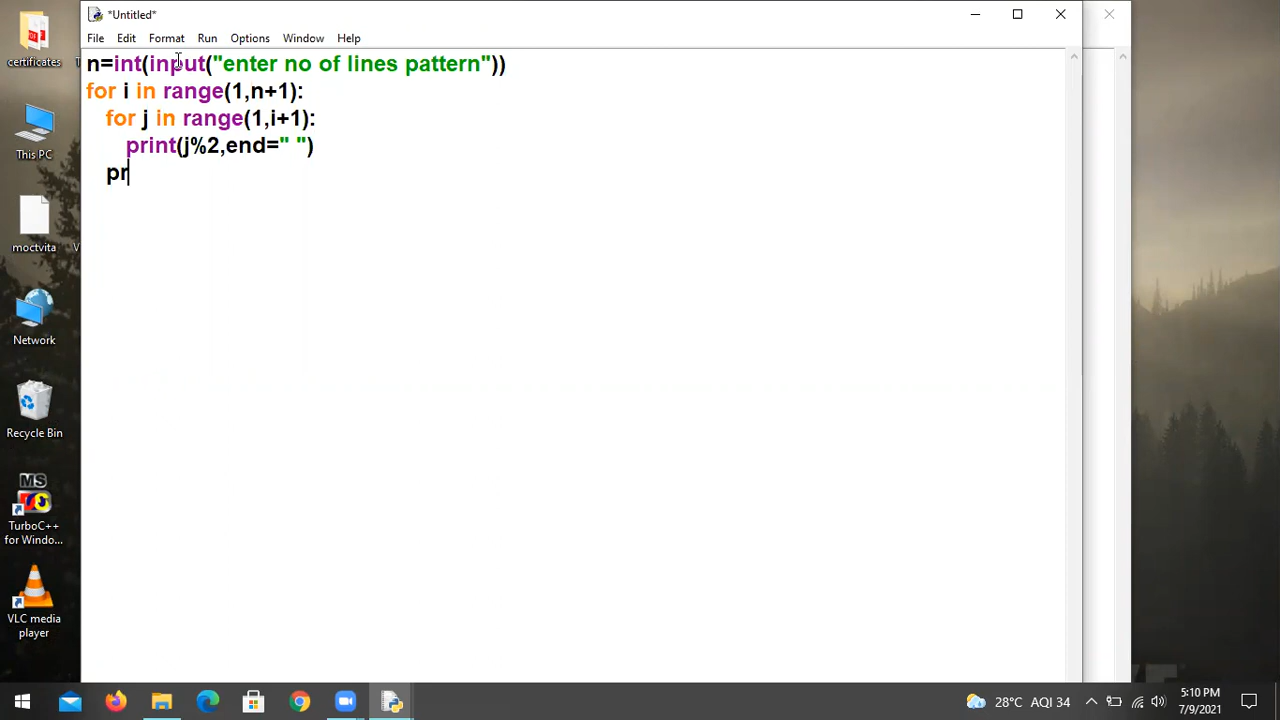 *Untitled*
File Edit Format Run Options Window Help
n=int(input("enter no of lines pattern"))
for i in range(1,n+1):
for j in range(1,i+1):
print(j%2,end=" ")
pr
certificates
This PC
moctvita
Network
Recycle Bin
MS
TurboC++
for Windo...
VLC media
player
28°C AQI 34
5:10 PM
7/9/2021